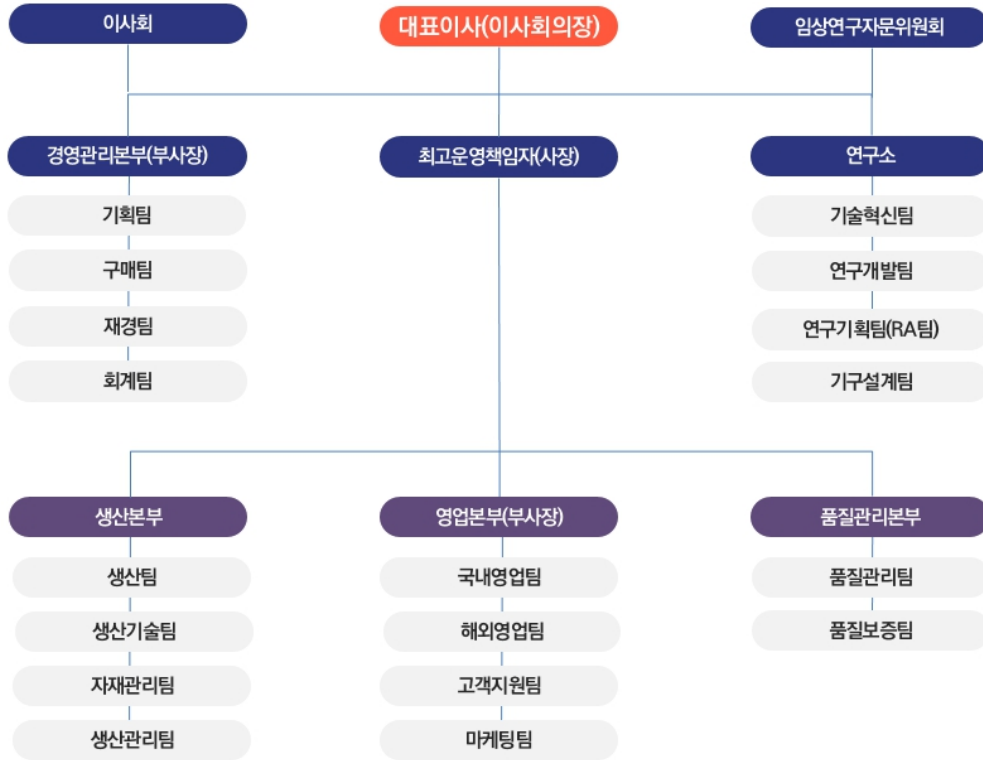 이사회
대표이사(이사회의장)
임상연구자문위원회
경영관리본부(부사장)
최고운영책임자(사장)
연구소
기획팀
구매팀
재경팀
회계팀
기술혁신팀
연구개발팀
연구기획팀(RA팀)
기구설계팀
생산본부
영업본부(부사장)
품질관리본부
생산팀
생산기술팀
자재관리팀
생산관리팀
국내영업팀
해외영업팀
고객지원팀
마케팅팀
품질관리팀
품질보증팀